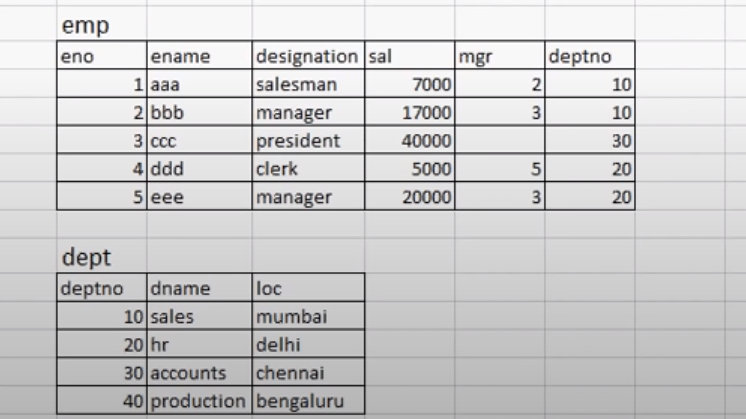 emp
eno ename designation sal mgr deptno
1 aaa salesman 7000 2 10
2 bbb manager 17000 3 10
3 ccc president 40000 30
4 ddd clerk 5000 5 20
5 eee manager 20000 3 20
dept
deptno dname loc
10 sales mumbai
20 hr delhi
30 accounts chennai
40 production bengaluru